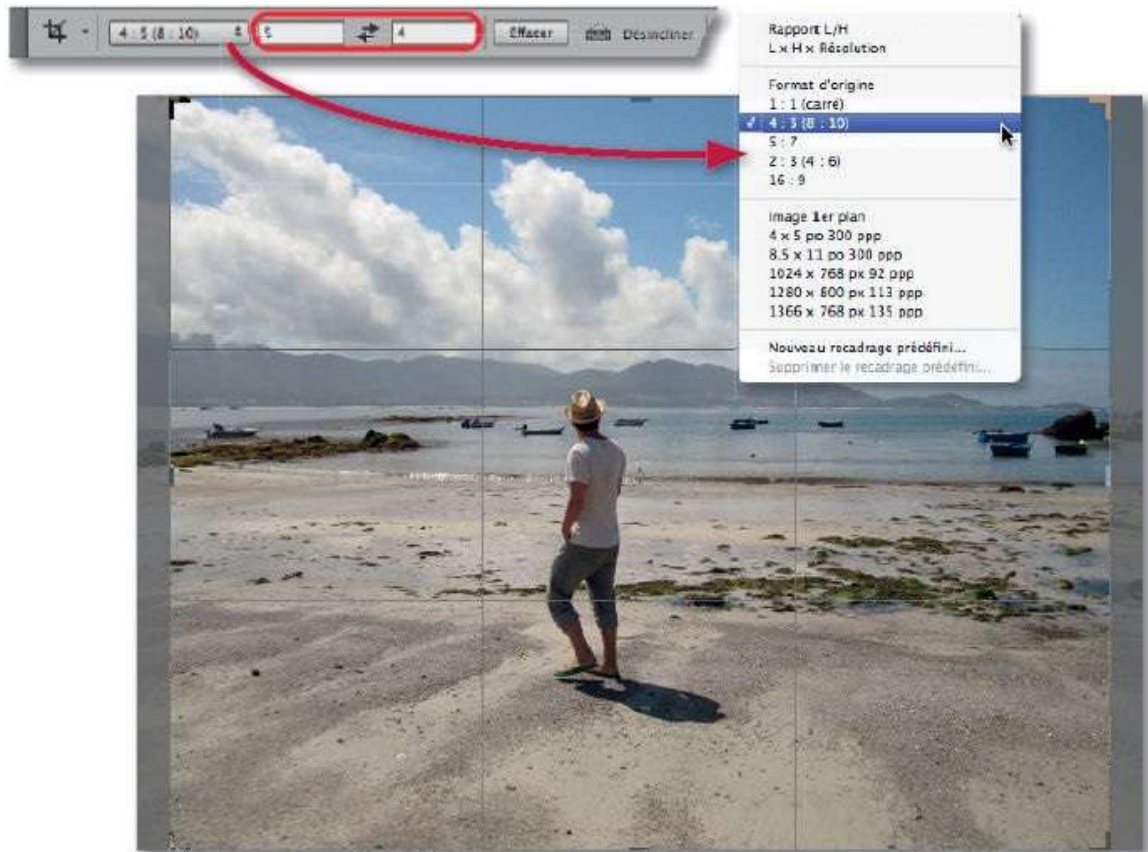 4 : 5 (8 : 10)
5
4
Effacer
Désincliner
Rapport L/H
L x H x Résolution
Format d'origine
1 : 1 (carré)
4 : 5 (8 : 10)
5 : 7
2 : 3 (4 : 6)
16 : 9
Image 1er plan
4 x 5 po 300 ppp
8.5 x 11 po 300 ppp
1024 x 768 px 92 ppp
1280 x 800 px 113 ppp
1366 x 768 px 135 ppp
Nouveau recadrage prédéfini...
Supprimer le recadrage prédéfini...